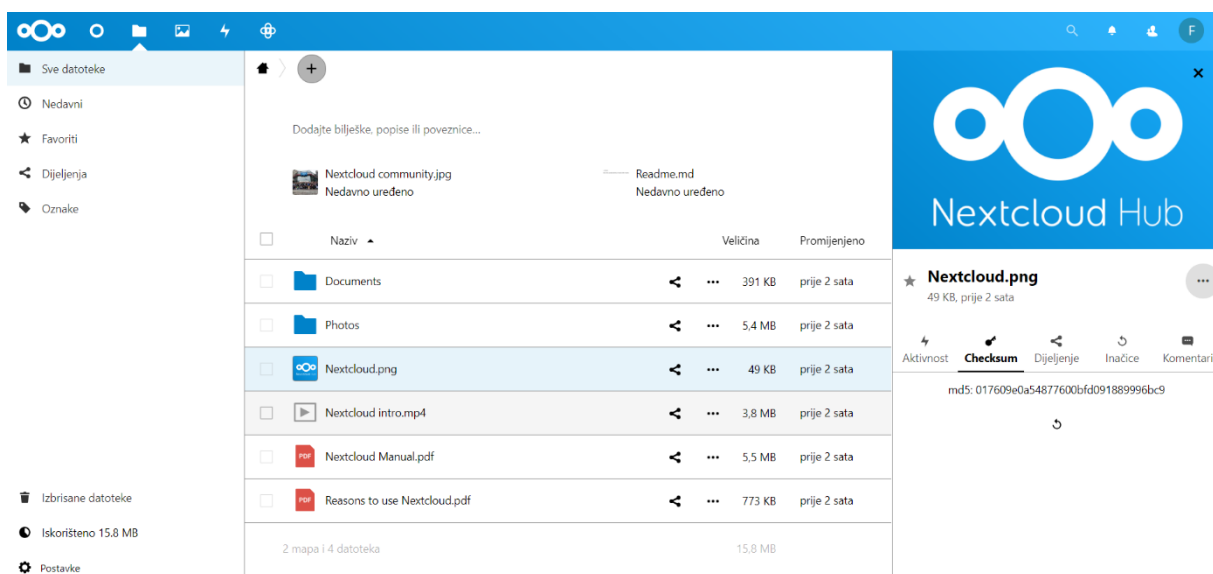 F
Sve datoteke
Nedavni
Favoriti
Dijeljenja
Oznake
Izbrisane datoteke
Iskorišteno 15.8 MB
Postavke
Dodajte bilješke, popise ili poveznice...
Nextcloud community.jpg
Nedavno uređeno
Readme.md
Nedavno uređeno
Naziv Veličina Promijenjeno
Documents 391 KB prije 2 sata
Photos 5,4 MB prije 2 sata
Nextcloud.png 49 KB prije 2 sata
Nextcloud intro.mp4 3,8 MB prije 2 sata
PDF Nextcloud Manual.pdf 5,5 MB prije 2 sata
PDF Reasons to use Nextcloud.pdf 773 KB prije 2 sata
2 mapa i 4 datoteka 15,8 MB
Nextcloud Hub
Nextcloud.png
49 KB, prije 2 sata
Aktivnost Checksum Dijeljenje Inačice Komentari
md5: 017609e0a54877600bfd091889996bc9